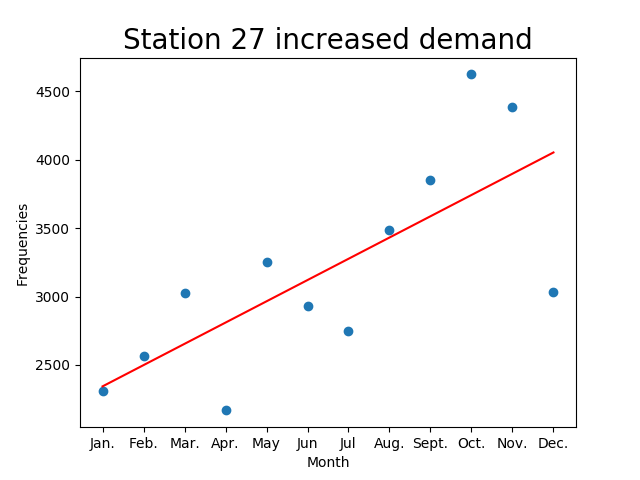 Station 27 increased demand
4500
4000
3500
3000
2500
Frequencies
Jan. Feb. Mar. Apr. May Jun Jul Aug. Sept. Oct. Nov. Dec.
Month